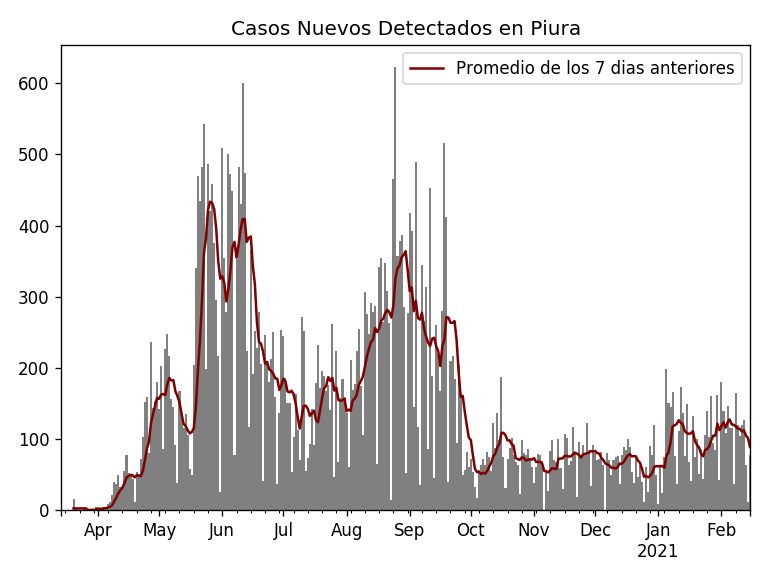 Casos Nuevos Detectados en Piura
Promedio de los 7 dias anteriores
600
500
400
300
200
100
0
Apr May Jun Jul Aug Sep Oct Nov Dec Jan Feb
2021